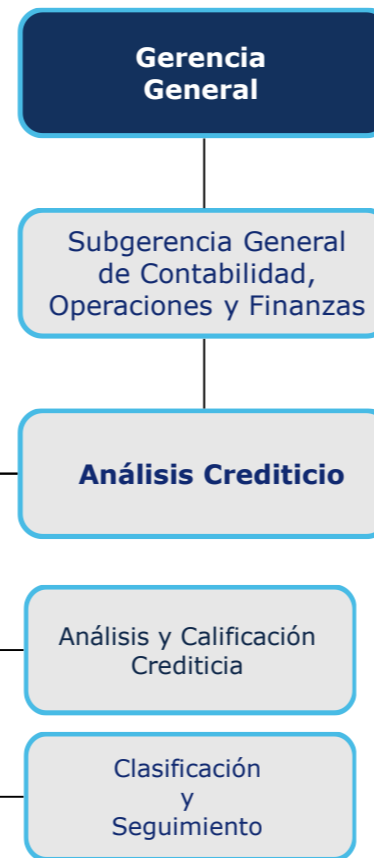 Gerencia
General
Subgerencia General
de Contabilidad,
Operaciones y Finanzas
Análisis Crediticio
Análisis y Calificación
Crediticia
Clasificación
y
Seguimiento